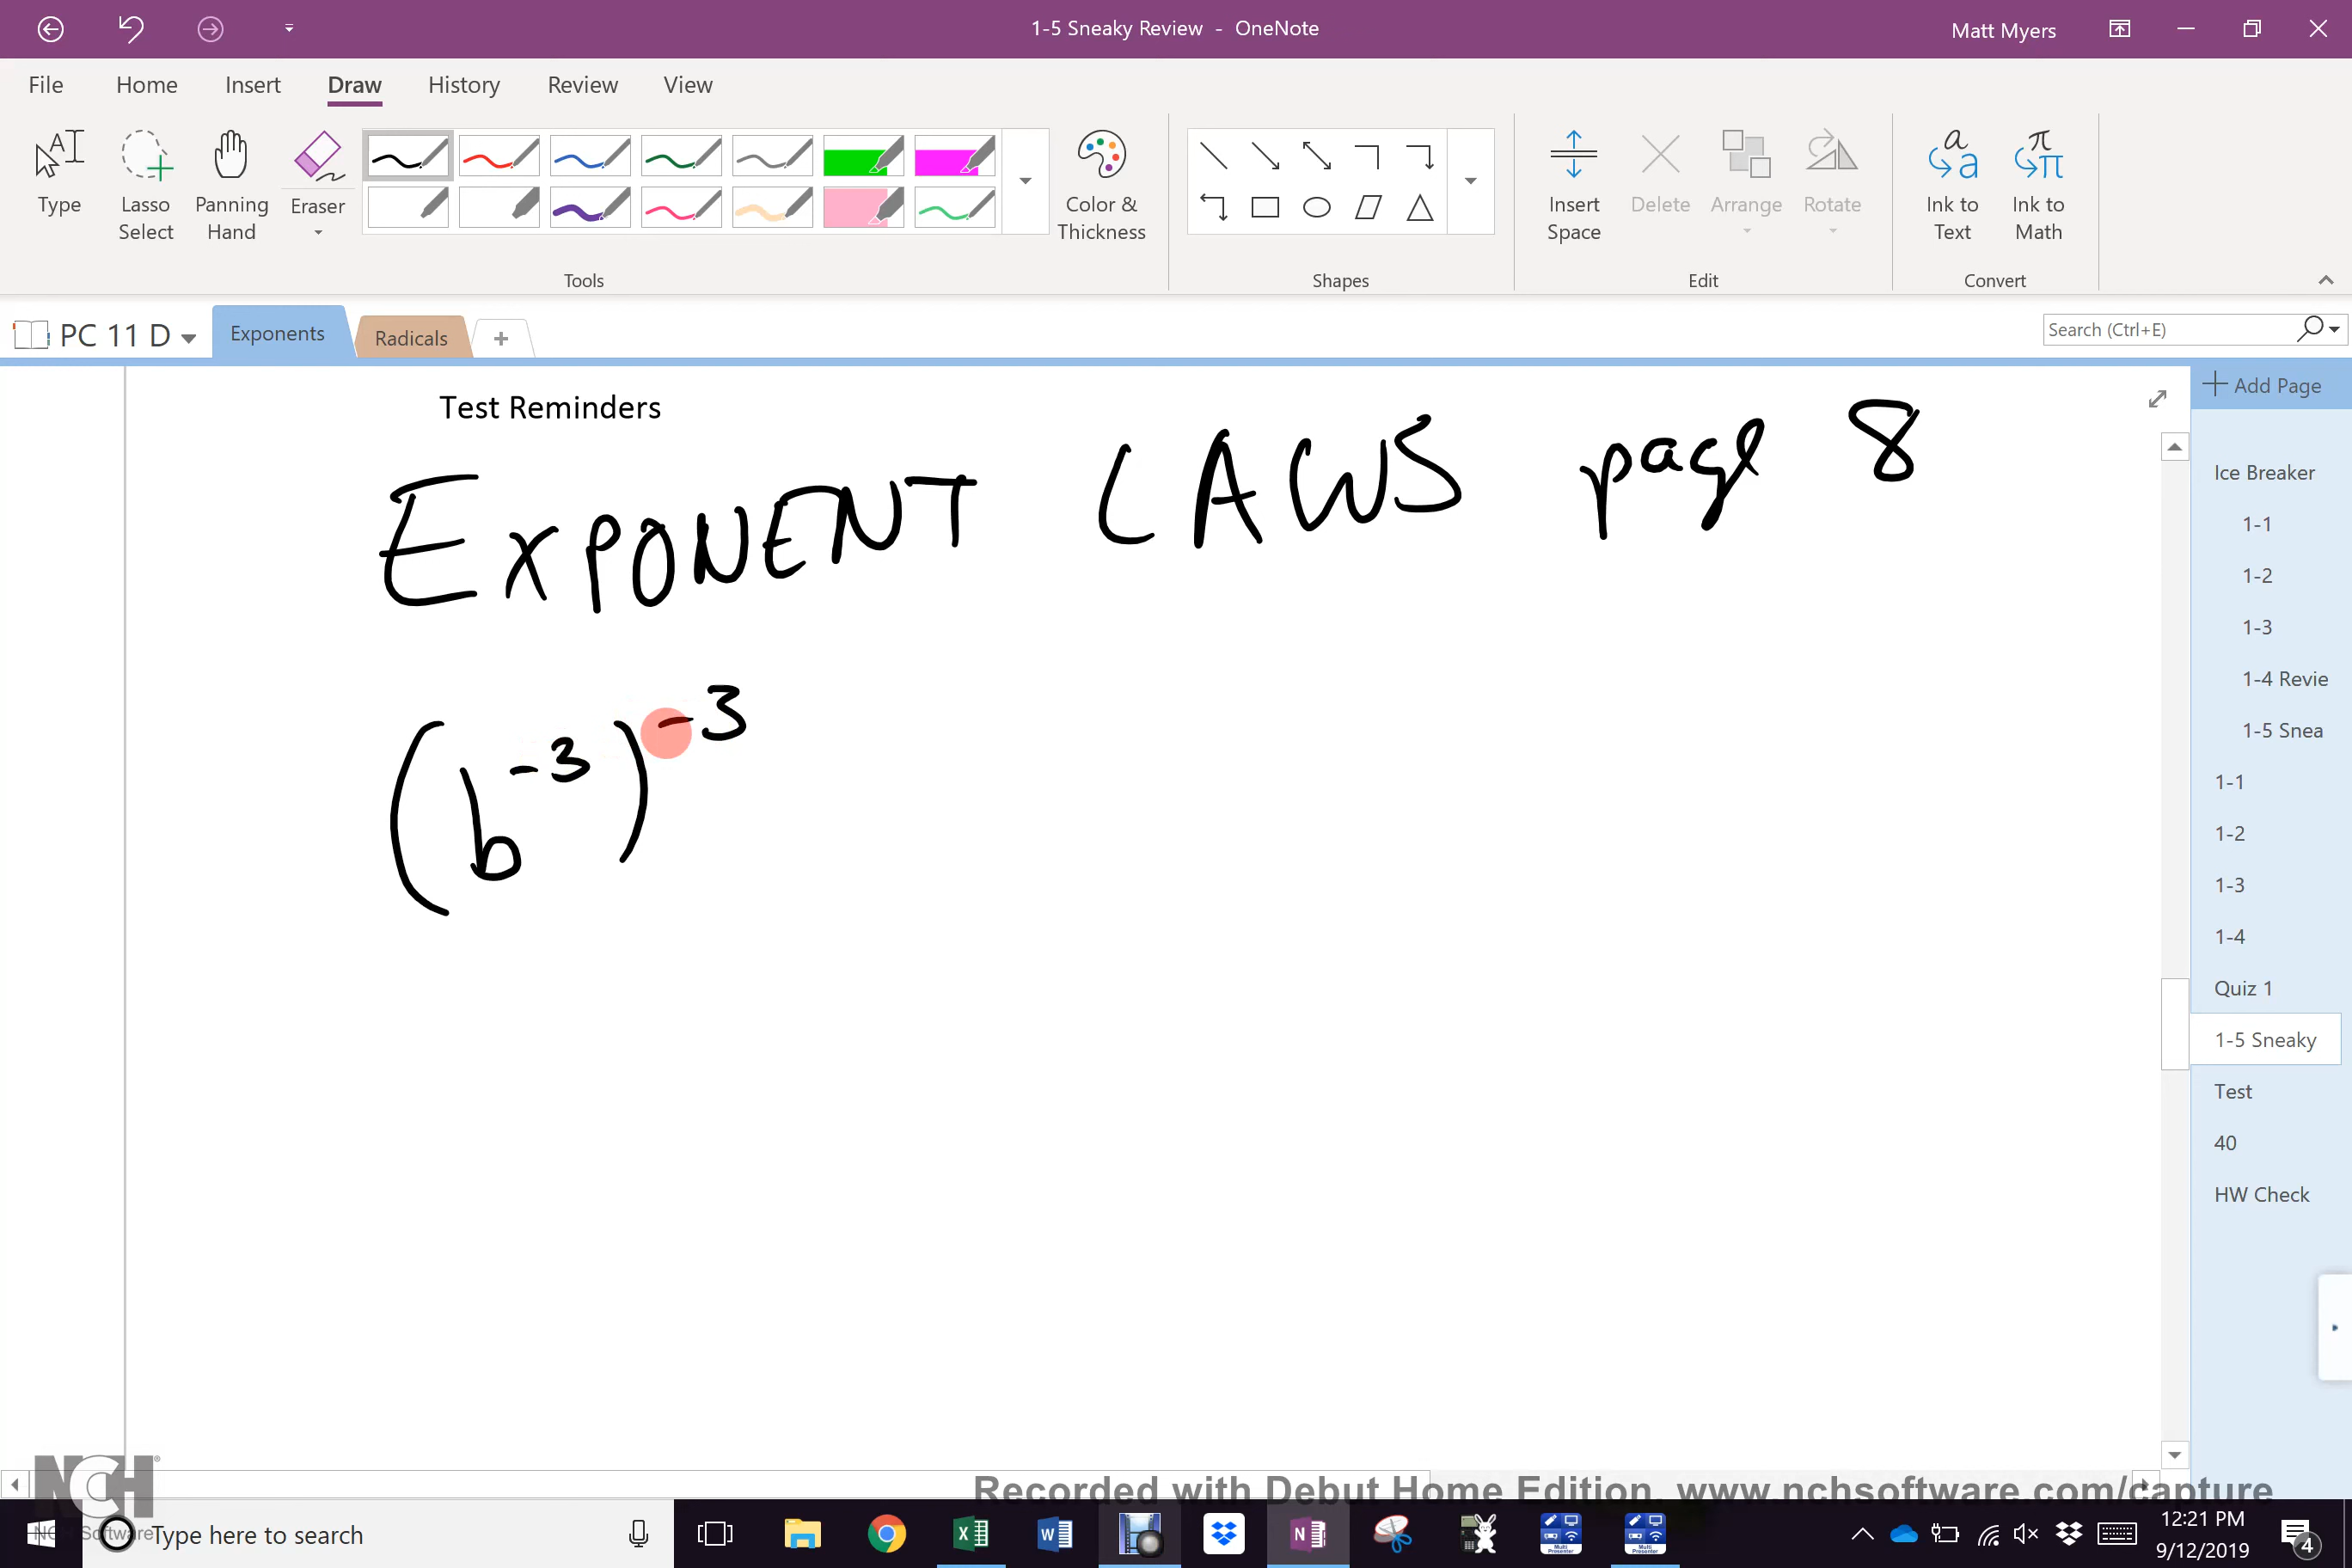 1-5 Sneaky Review - OneNote
Matt Myers
File Home Insert Draw History Review View
Type
Lasso Select
Panning Hand
Eraser
Color & Thickness
Insert Space
Delete
Arrange
Rotate
Ink to Text
Ink to Math
Tools
Shapes
Edit
Convert
PC 11 D
Exponents
Radicals
Search (Ctrl+E)
Test Reminders
EXPONENT LAWS page 8
(b⁻³)⁻³
Add Page
Ice Breaker
1-1
1-2
1-3
1-4 Revie
1-5 Snea
1-1
1-2
1-3
1-4
Quiz 1
1-5 Sneaky
Test
40
HW Check
NCH
NCH Software
Recorded with Debut Home Edition. www.nchsoftware.com/capture
Type here to search
12:21 PM
9/12/2019
4